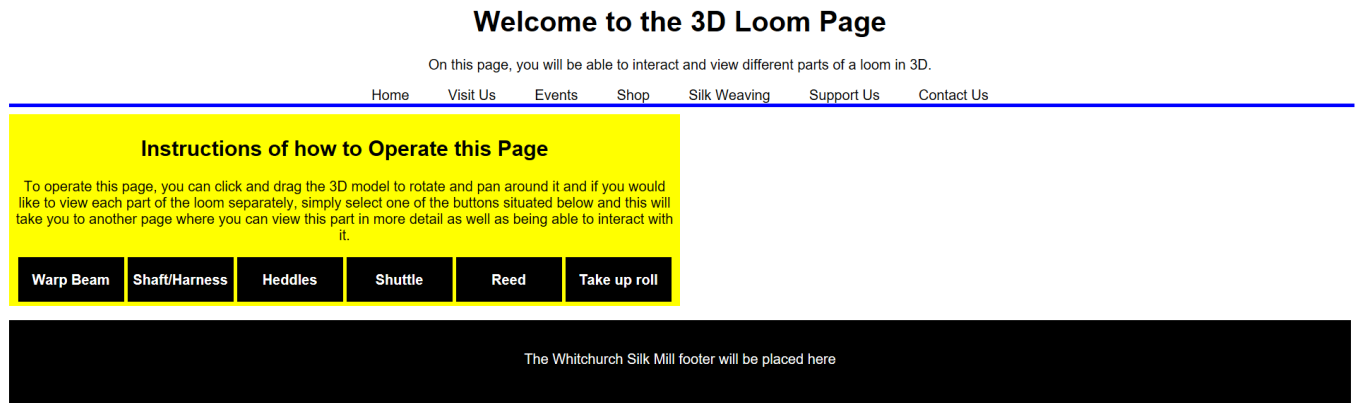 Welcome to the 3D Loom Page
On this page, you will be able to interact and view different parts of a loom in 3D.
Home Visit Us Events Shop Silk Weaving Support Us Contact Us
Instructions of how to Operate this Page
To operate this page, you can click and drag the 3D model to rotate and pan around it and if you would
like to view each part of the loom separately, simply select one of the buttons situated below and this will
take you to another page where you can view this part in more detail as well as being able to interact with
it.
Warp Beam Shaft/Harness Heddles Shuttle Reed Take up roll
The Whitchurch Silk Mill footer will be placed here